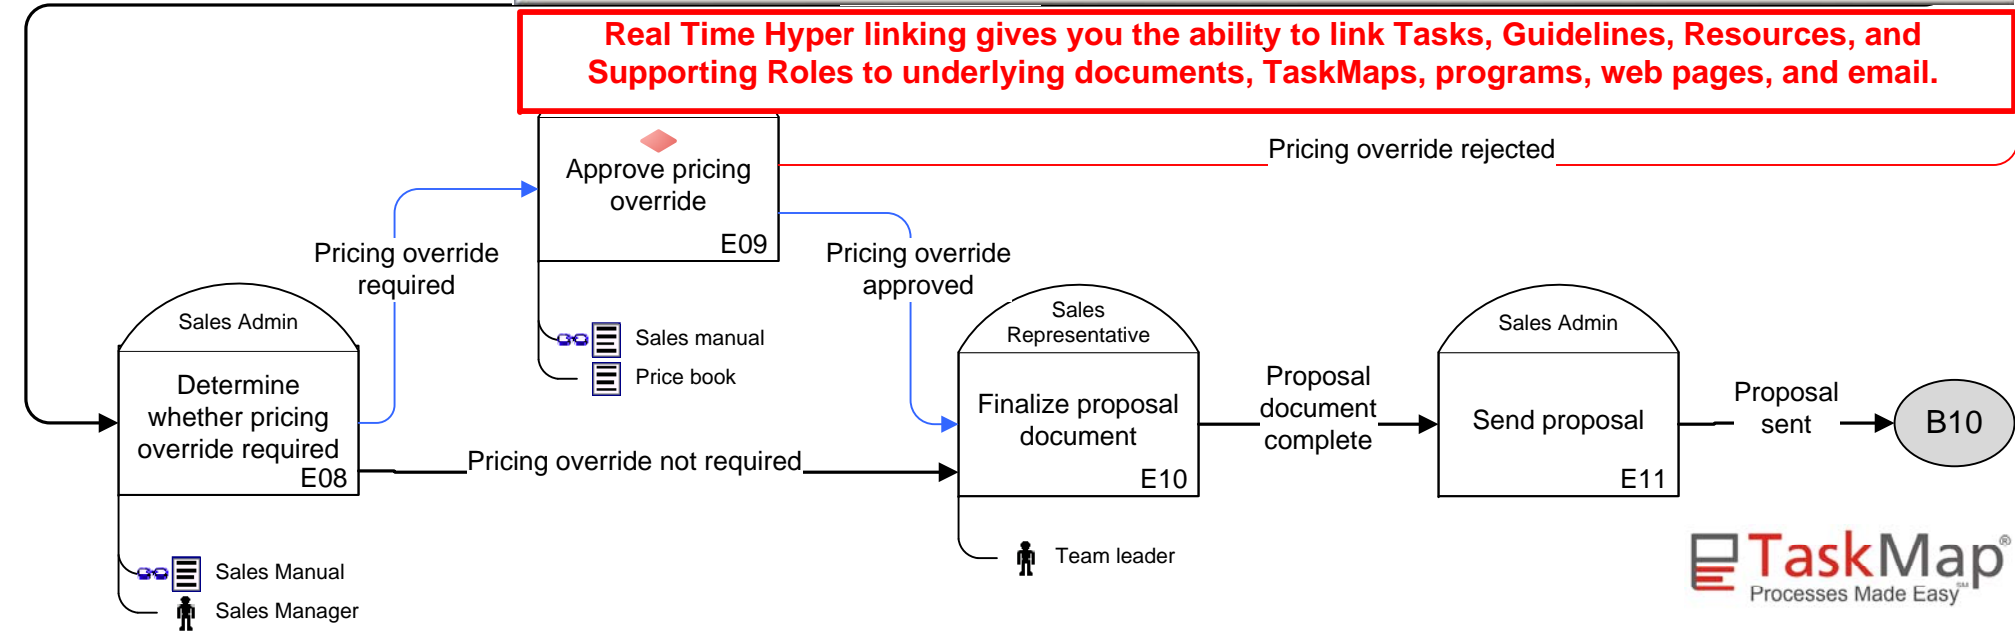 Real Time Hyper linking gives you the ability to link Tasks, Guidelines, Resources, and
Supporting Roles to underlying documents, TaskMaps, programs, web pages, and email.
Pricing override rejected
Approve pricing
override
E09
Pricing override
required
Pricing override
approved
Sales manual
Price book
Sales Admin
Determine
whether pricing
override required
E08
Pricing override not required
Sales Manual
Sales Manager
Sales
Representative
Finalize proposal
document
E10
Team leader
Proposal
document
complete
Sales Admin
Send proposal
E11
Proposal
sent
B10
TaskMap®
Processes Made Easy℠